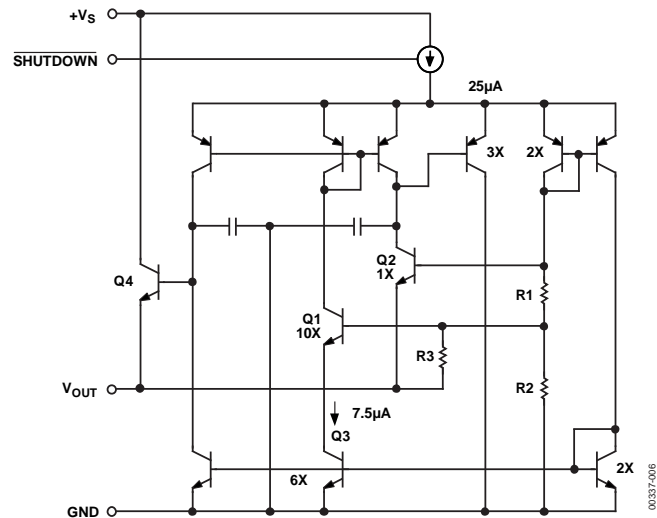 +VS
SHUTDOWN
25µA
3X
2X
Q2
1X
Q4
R1
Q1
10X
R3
R2
VOUT
7.5µA
Q3
6X
2X
GND
00337-006